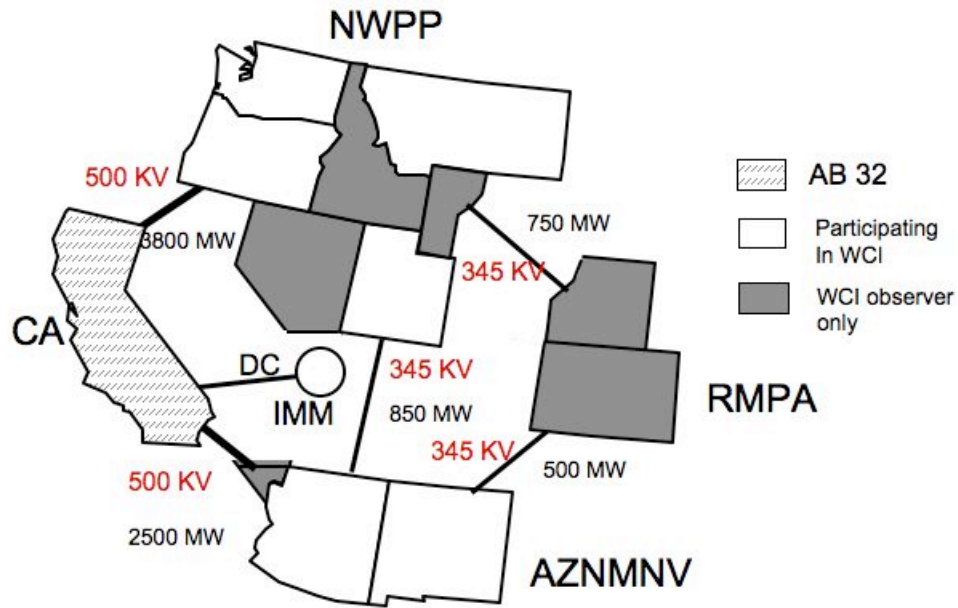 NWPP
500 KV
3800 MW
750 MW
345 KV
AB 32
Participating
In WCI
WCI observer
only
CA
DC
IMM
345 KV
850 MW
RMPA
345 KV
500 MW
500 KV
2500 MW
AZNMNV